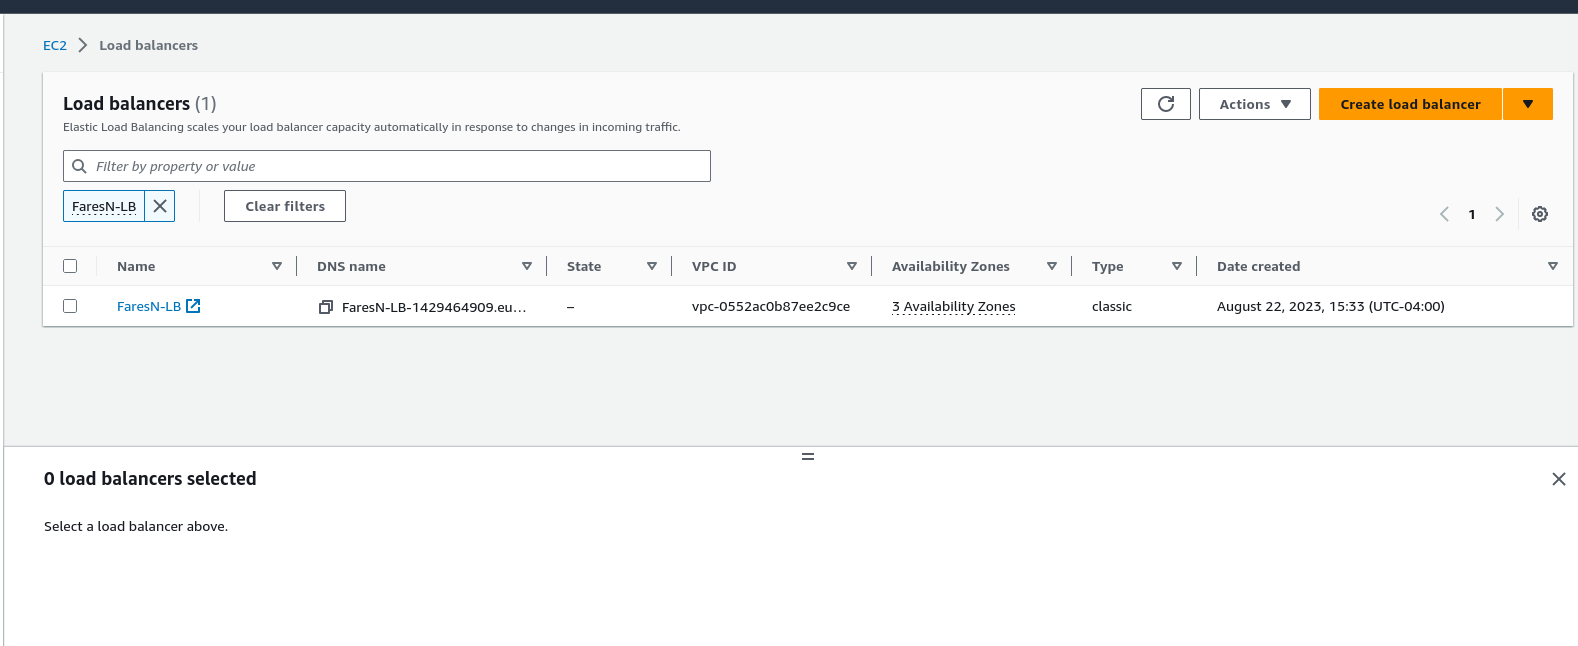 EC2 Load balancers
Load balancers (1)
Elastic Load Balancing scales your load balancer capacity automatically in response to changes in incoming traffic.
Actions
Create load balancer
Filter by property or value
FaresN-LB
Clear filters
1
Name DNS name State VPC ID Availability Zones Type Date created
FaresN-LB FaresN-LB-1429464909.eu... – vpc-0552ac0b87ee2c9ce 3 Availability Zones classic August 22, 2023, 15:33 (UTC-04:00)
0 load balancers selected
Select a load balancer above.